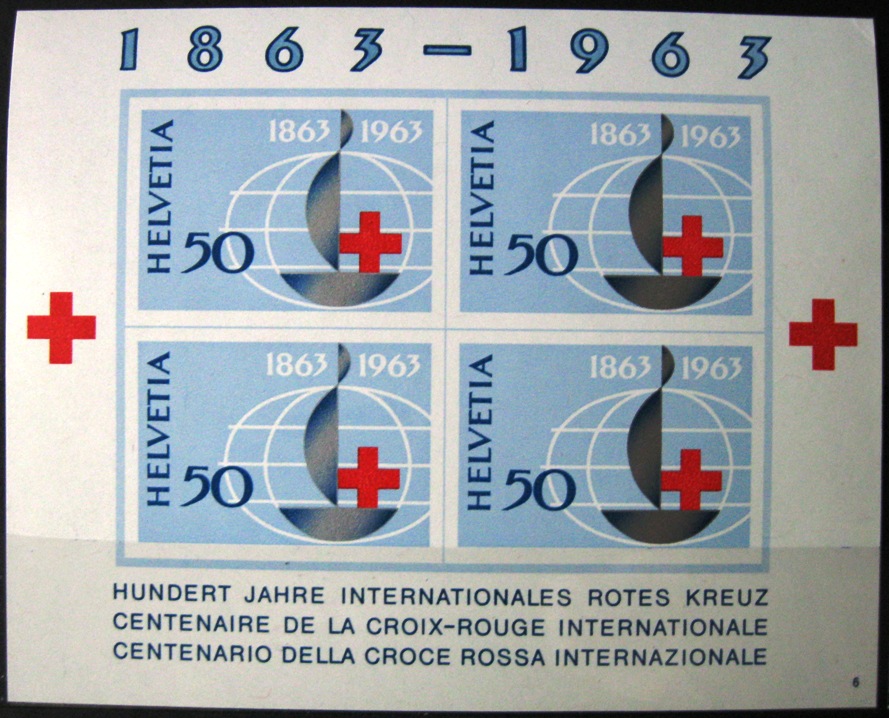 1863–1963
1863 1963
HELVETIA
50
1863 1963
HELVETIA
50
1863 1963
HELVETIA
50
1863 1963
HELVETIA
50
HUNDERT JAHRE INTERNATIONALES ROTES KREUZ
CENTENAIRE DE LA CROIX-ROUGE INTERNATIONALE
CENTENARIO DELLA CROCE ROSSA INTERNAZIONALE
6